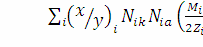 ∑ᵢ(x/y)ᵢ Nᵢₖ Nᵢₐ (Mᵢ/2Zᵢ